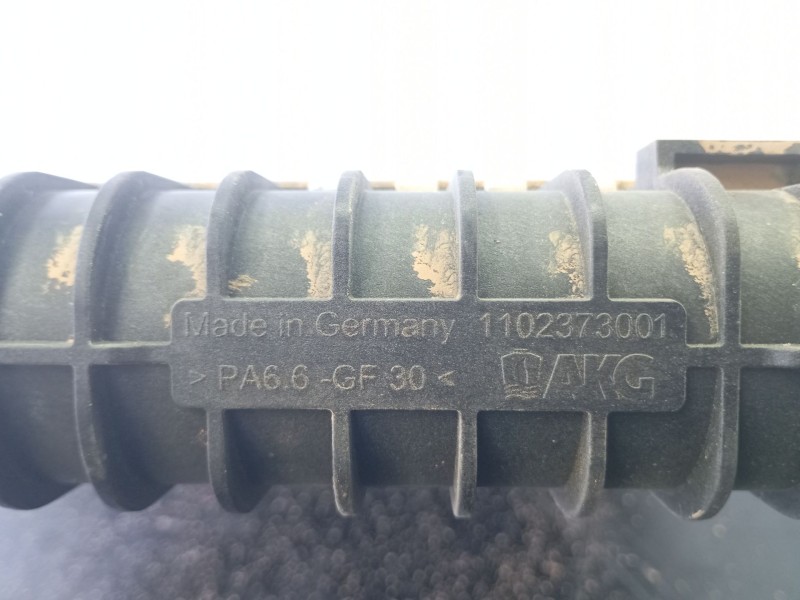 Made in Germany 1102373001
> PA6.6 -GF 30 < AKG